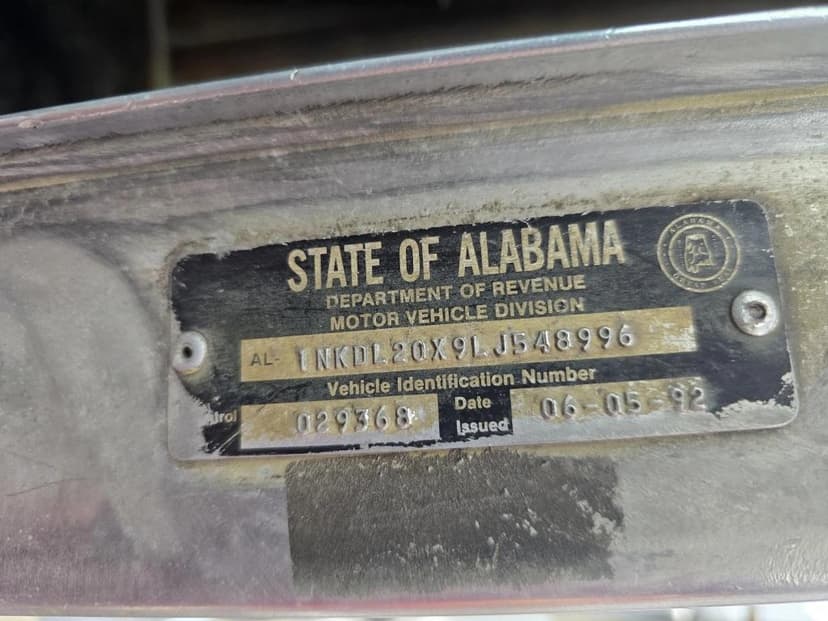 STATE OF ALABAMA
DEPARTMENT OF REVENUE
MOTOR VEHICLE DIVISION
AL- 1NKDL20X9LJ548996
Vehicle Identification Number
029368 Date Issued 06-05-92
ALABAMA